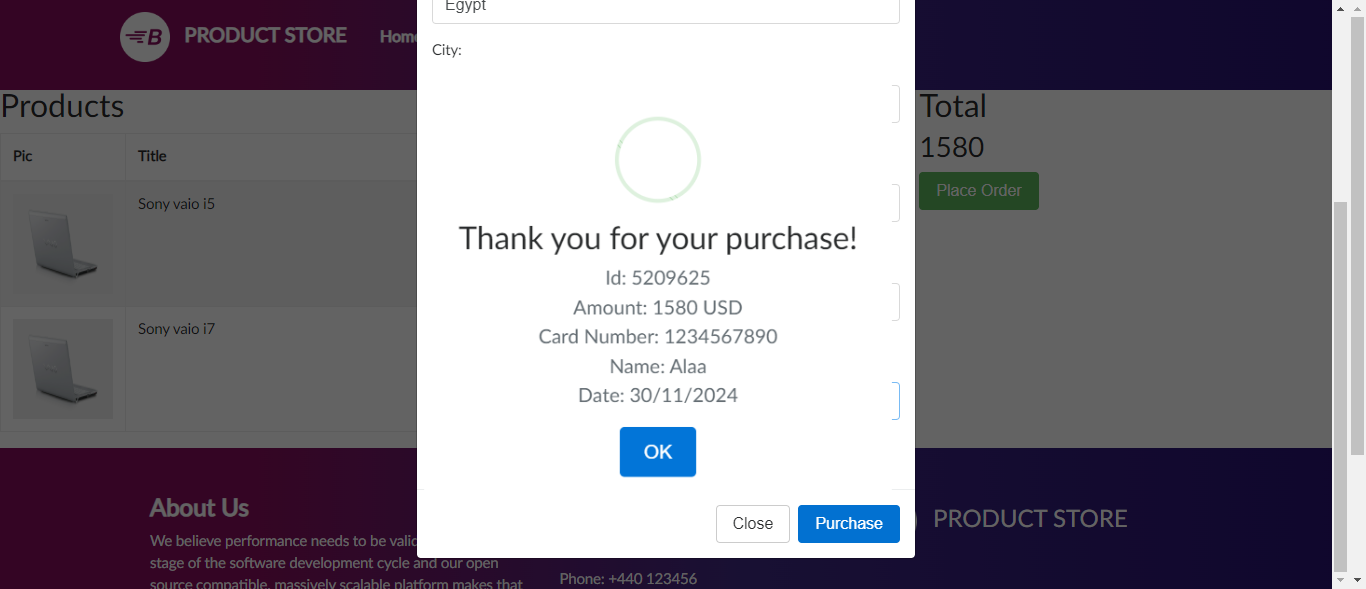 PRODUCT STORE
Home
Products
Pic
Title
Sony vaio i5
Sony vaio i7
Egypt
City:
Thank you for your purchase!
Id: 5209625
Amount: 1580 USD
Card Number: 1234567890
Name: Alaa
Date: 30/11/2024
OK
Close
Purchase
Total
1580
Place Order
About Us
We believe performance needs to be
stage of the software development cycle and our open
source compatible, massively scalable platform makes that
Phone: +440 123456
PRODUCT STORE